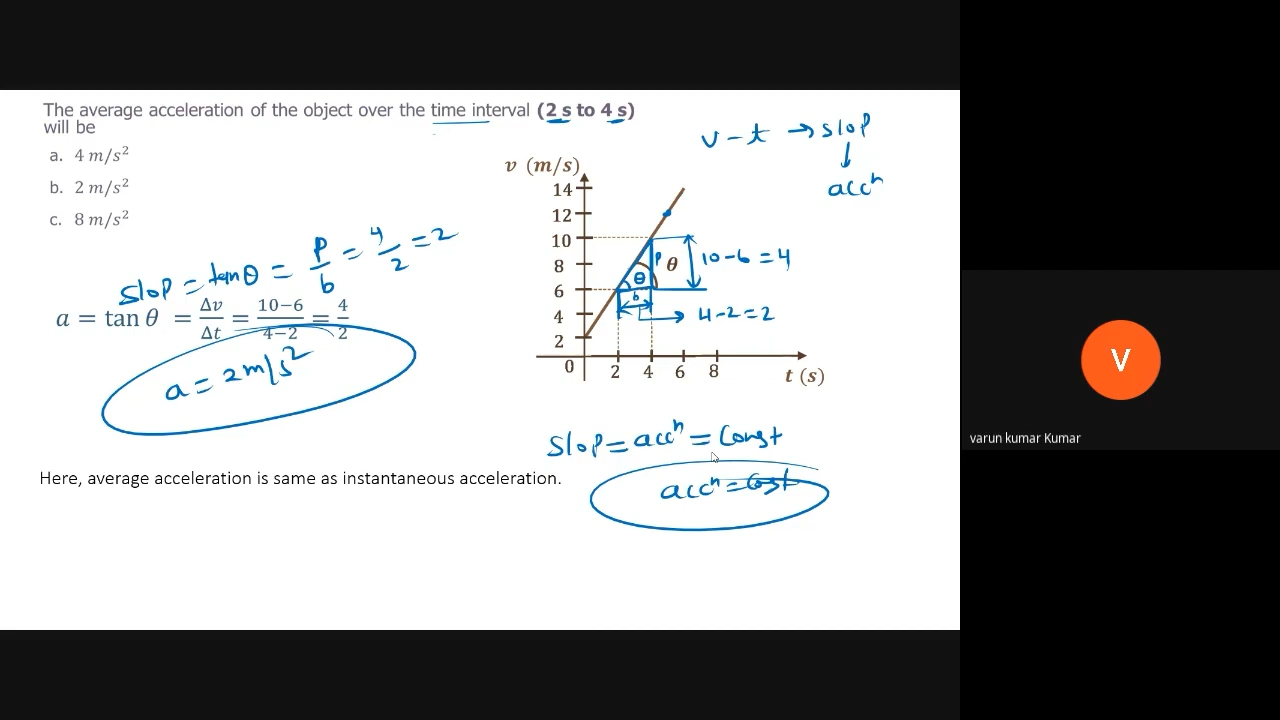 The average acceleration of the object over the time interval (2 s to 4 s)
will be
a. 4 m/s²
b. 2 m/s²
c. 8 m/s²
slop = tanθ = P/b = 4/2 = 2
a = tan θ = Δv/Δt = 10−6/4−2 = 4/2
a = 2m/s²
Here, average acceleration is same as instantaneous acceleration.
v-t → slop
↓
accⁿ
v (m/s)
14
12
10
8
6
4
2
0
2 4 6 8
t (s)
P
θ
θ
b
10-6=4
4-2=2
Slop = accⁿ = Const
accⁿ = Cost
V
varun kumar Kumar